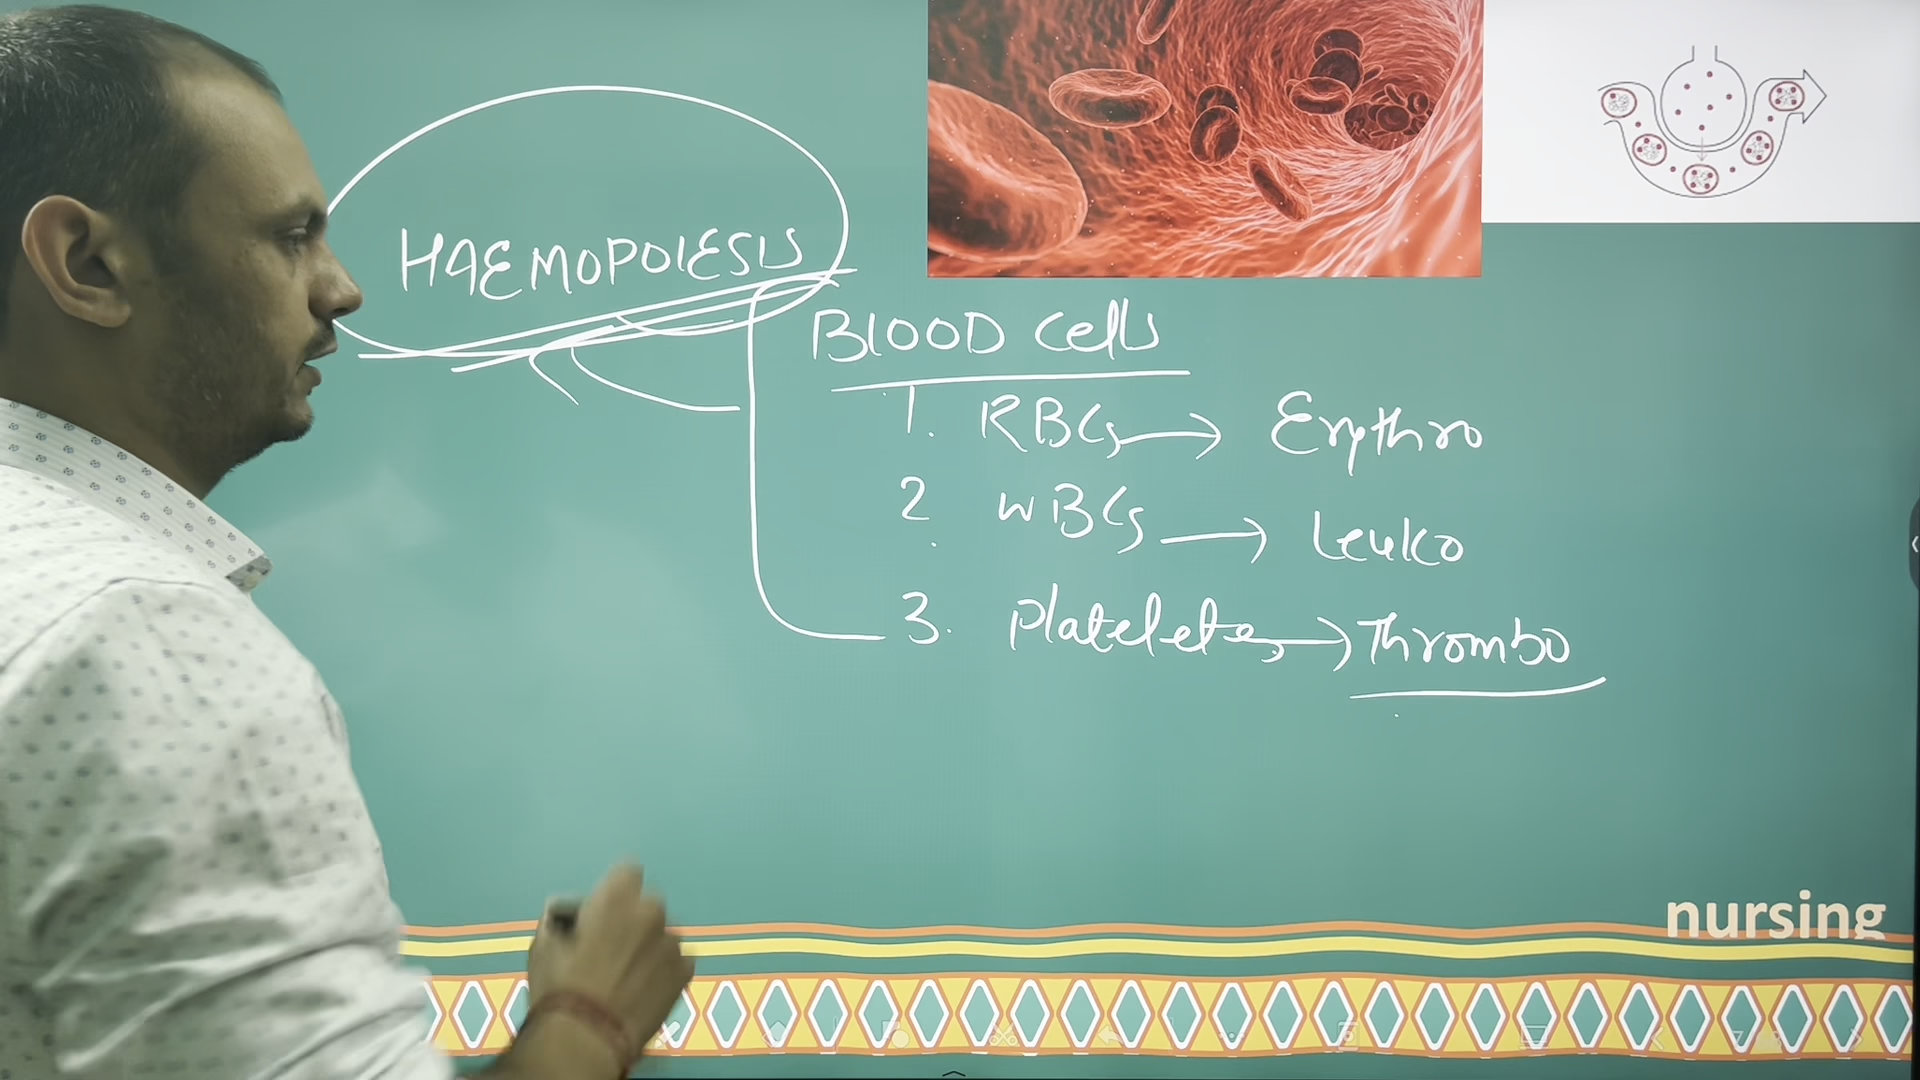 HAEMOPOIESIS
BLOOD Cells
1. RBCs → Erythro
2. WBCs → Leuko
3. Platelets → Thrombo
nursing